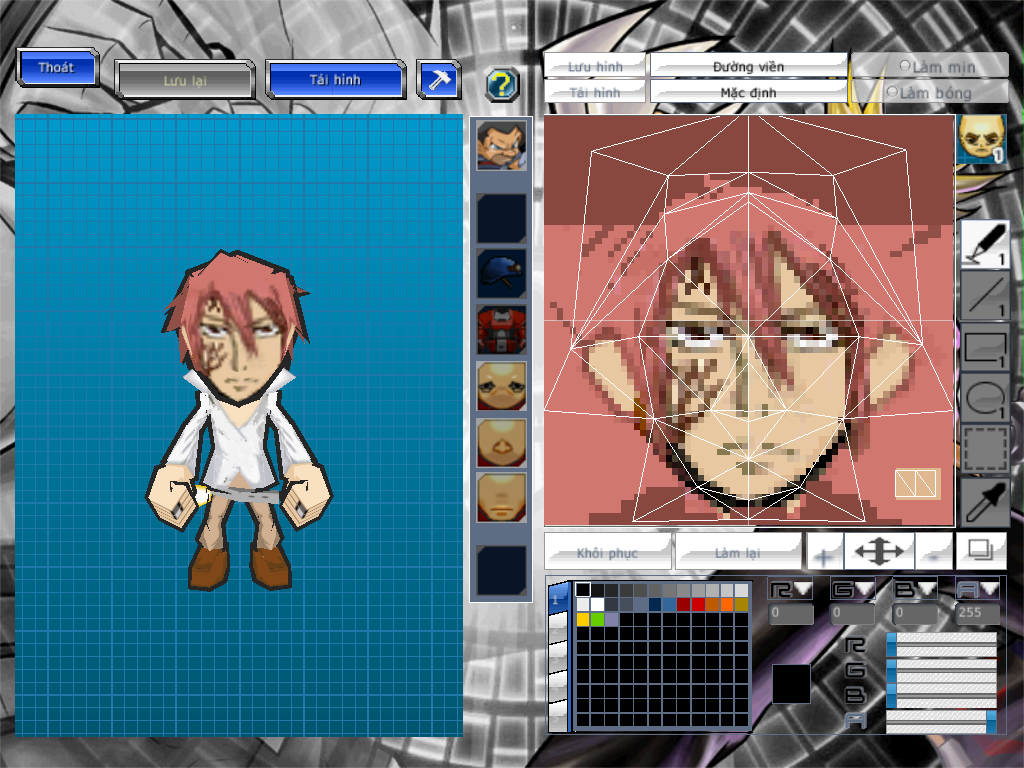 Thoát
Lưu lại
Tải hình
?
Lưu hình
Đường viền
Làm mịn
Tải hình
Mặc định
Làm bóng
1
1
1
1
1
Khôi phục
Làm lại
+
-
1
R
G
B
A
0
0
0
255
R
G
B
A